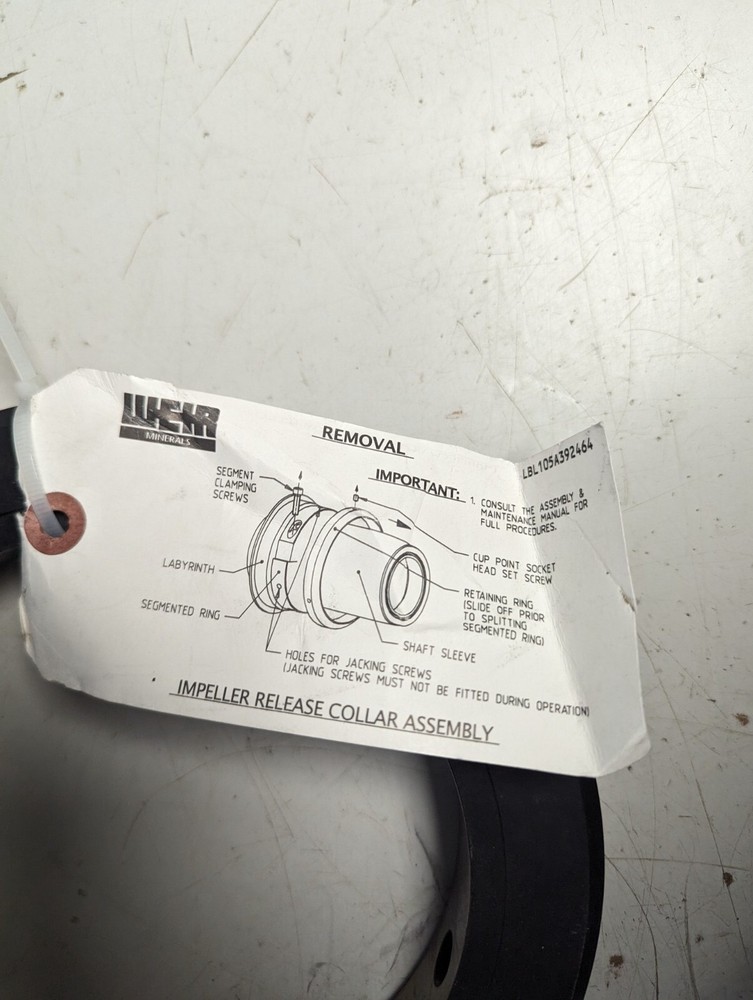 WEIR
MINERALS
REMOVAL
LBL105A392464
IMPORTANT:
1. CONSULT THE ASSEMBLY &
MAINTENANCE MANUAL FOR
FULL PROCEDURES.
SEGMENT
CLAMPING
SCREWS
CUP POINT SOCKET
HEAD SET SCREW
LABYRINTH
RETAINING RING
(SLIDE OFF PRIOR
TO SPLITTING
SEGMENTED RING)
SEGMENTED RING
SHAFT SLEEVE
HOLES FOR JACKING SCREWS
(JACKING SCREWS MUST NOT BE FITTED DURING OPERATION)
IMPELLER RELEASE COLLAR ASSEMBLY